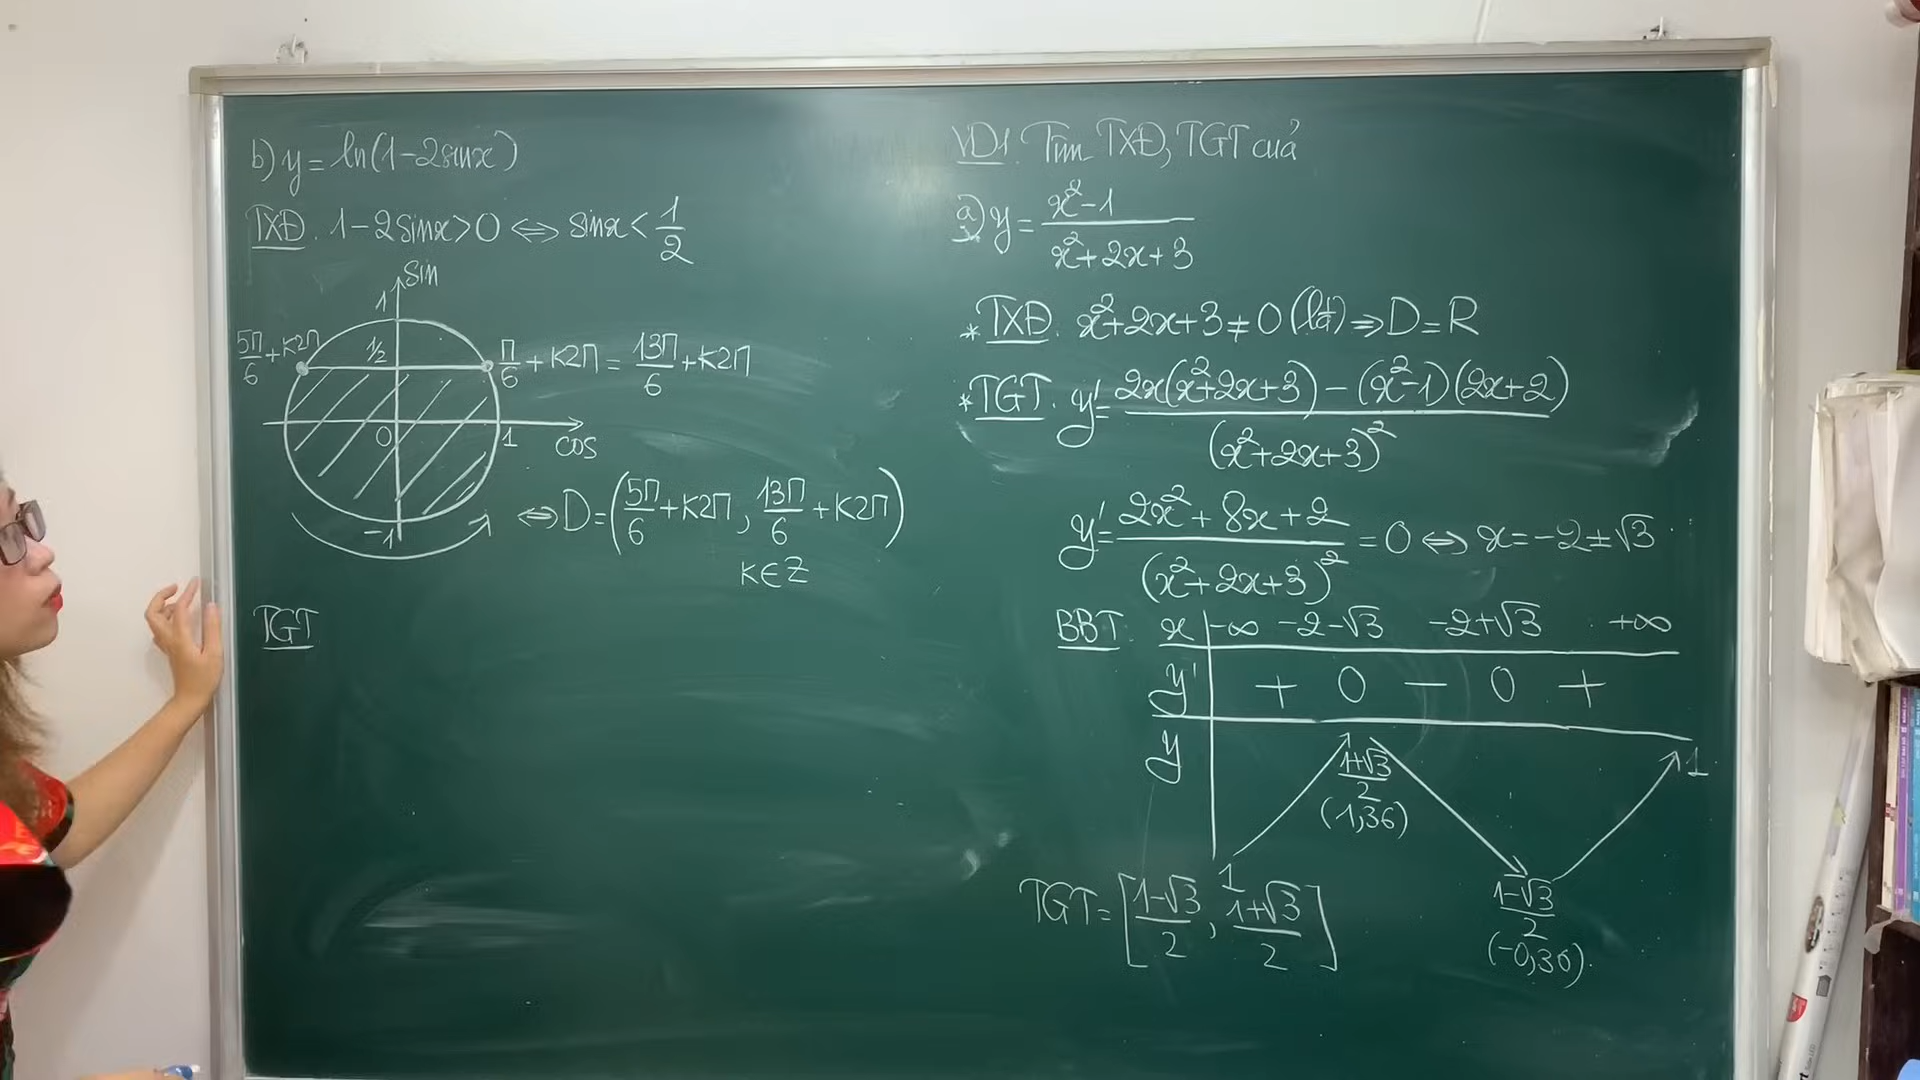 b) y = ln(1-2sinx)
TXĐ. 1-2sinx>0 ⇔ sinx < 1/2
sin
1
5π/6 + K2π
1/2
π/6 + K2π = 13π/6 + K2π
0
1
cos
-1
⇔ D = (5π/6 + K2π, 13π/6 + K2π)
K∈Z
TGT
VD1. Tìm TXĐ, TGT của
a) y = (x²-1)/(x²+2x+3)
* TXĐ. x²+2x+3 ≠ 0 (lđ) ⇒ D = R
* TGT. y' = (2x(x²+2x+3) - (x²-1)(2x+2))/(x²+2x+3)²
y' = (2x²+8x+2)/(x²+2x+3)² = 0 ⇔ x = -2±√3
BBT x -∞ -2-√3 -2+√3 +∞
y' + 0 - 0 +
y
(1+√3)/2
(1,36)
1
1
(1-√3)/2
(-0,36)
TGT = [(1-√3)/2, (1+√3)/2]